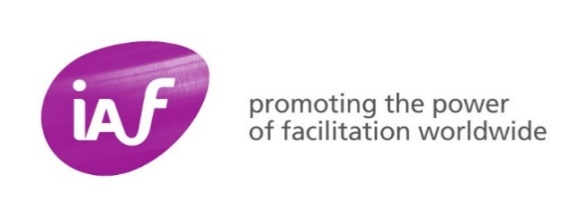 iAf
promoting the power
of facilitation worldwide